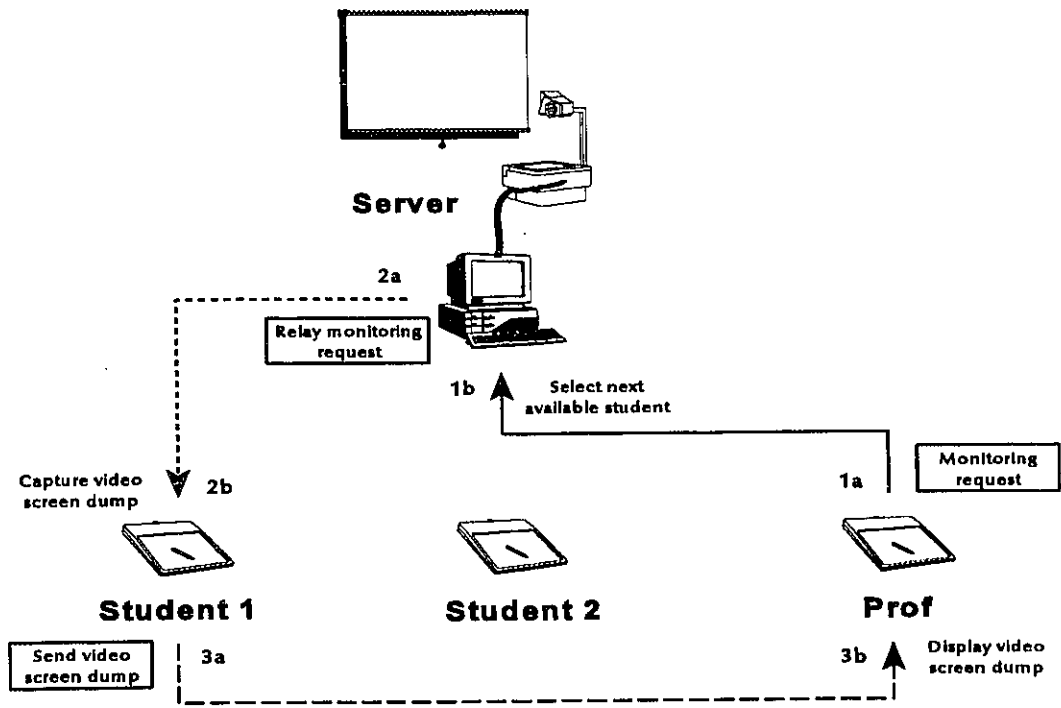 Server
2a
Relay monitoring
request
1b
Select next
available student
Monitoring
request
1a
Capture video
screen dump
2b
Student 1
Student 2
Prof
Send video
screen dump
3a
3b
Display video
screen dump